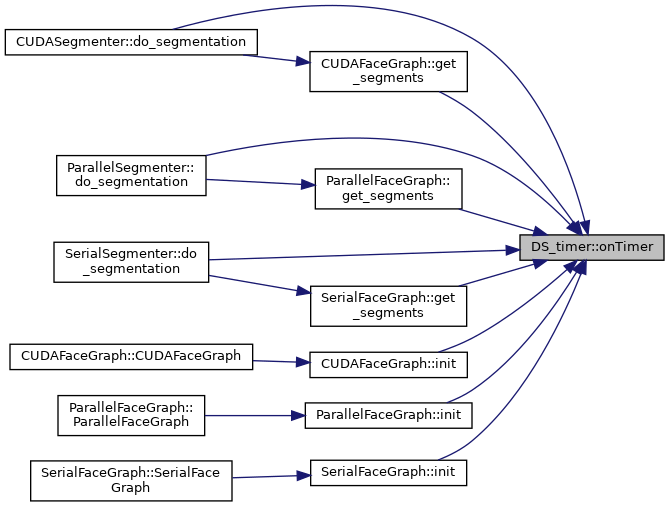 CUDASegmenter::do_segmentation
CUDAFaceGraph::get
_segments
ParallelSegmenter::
do_segmentation
ParallelFaceGraph::
get_segments
DS_timer::onTimer
SerialSegmenter::do
_segmentation
SerialFaceGraph::get
_segments
CUDAFaceGraph::CUDAFaceGraph
CUDAFaceGraph::init
ParallelFaceGraph::
ParallelFaceGraph
ParallelFaceGraph::init
SerialFaceGraph::SerialFace
Graph
SerialFaceGraph::init